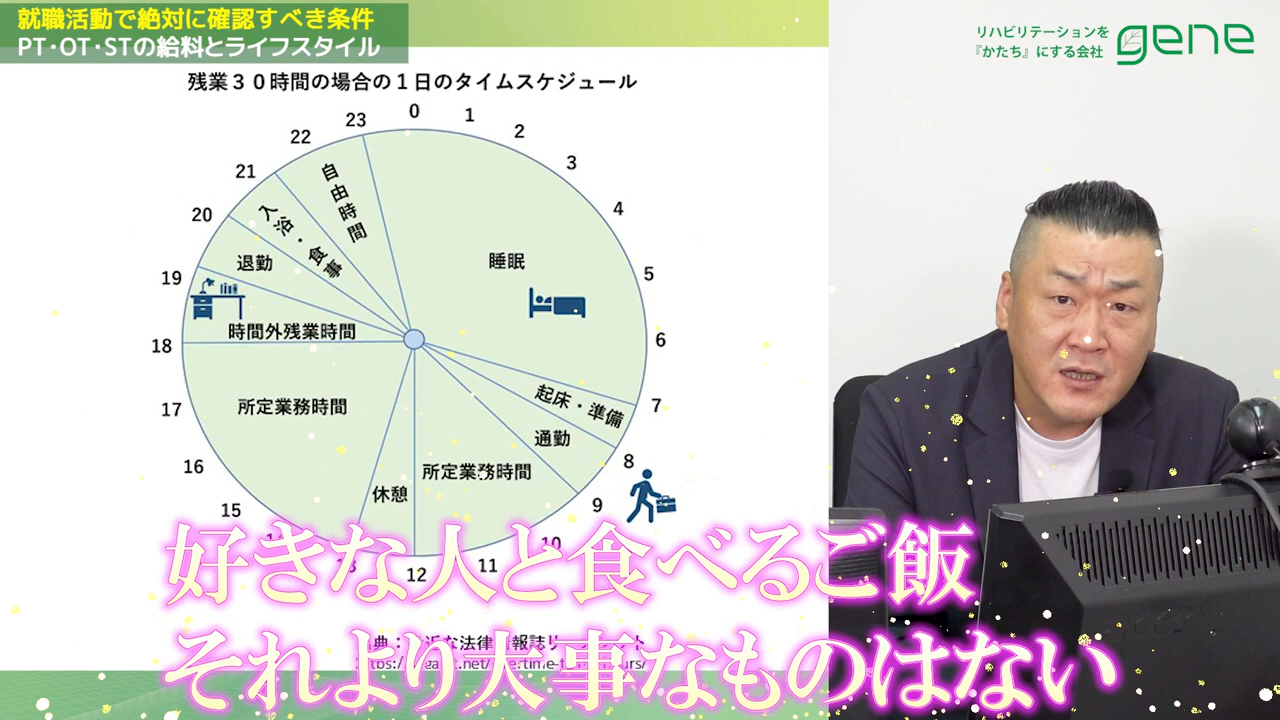 就職活動で絶対に確認すべき条件
PT・OT・STの給料とライフスタイル
リハビリテーションを
『かたち』にする会社
gene
残業30時間の場合の1日のタイムスケジュール
0
1
2
3
4
5
6
7
8
9
10
11
12
15
16
17
18
19
20
21
22
23
睡眠
起床・準備
通勤
所定業務時間
休憩
所定業務時間
時間外残業時間
退勤
入浴・食事
自由時間
好きな人と食べるご飯
それより大事なものはない